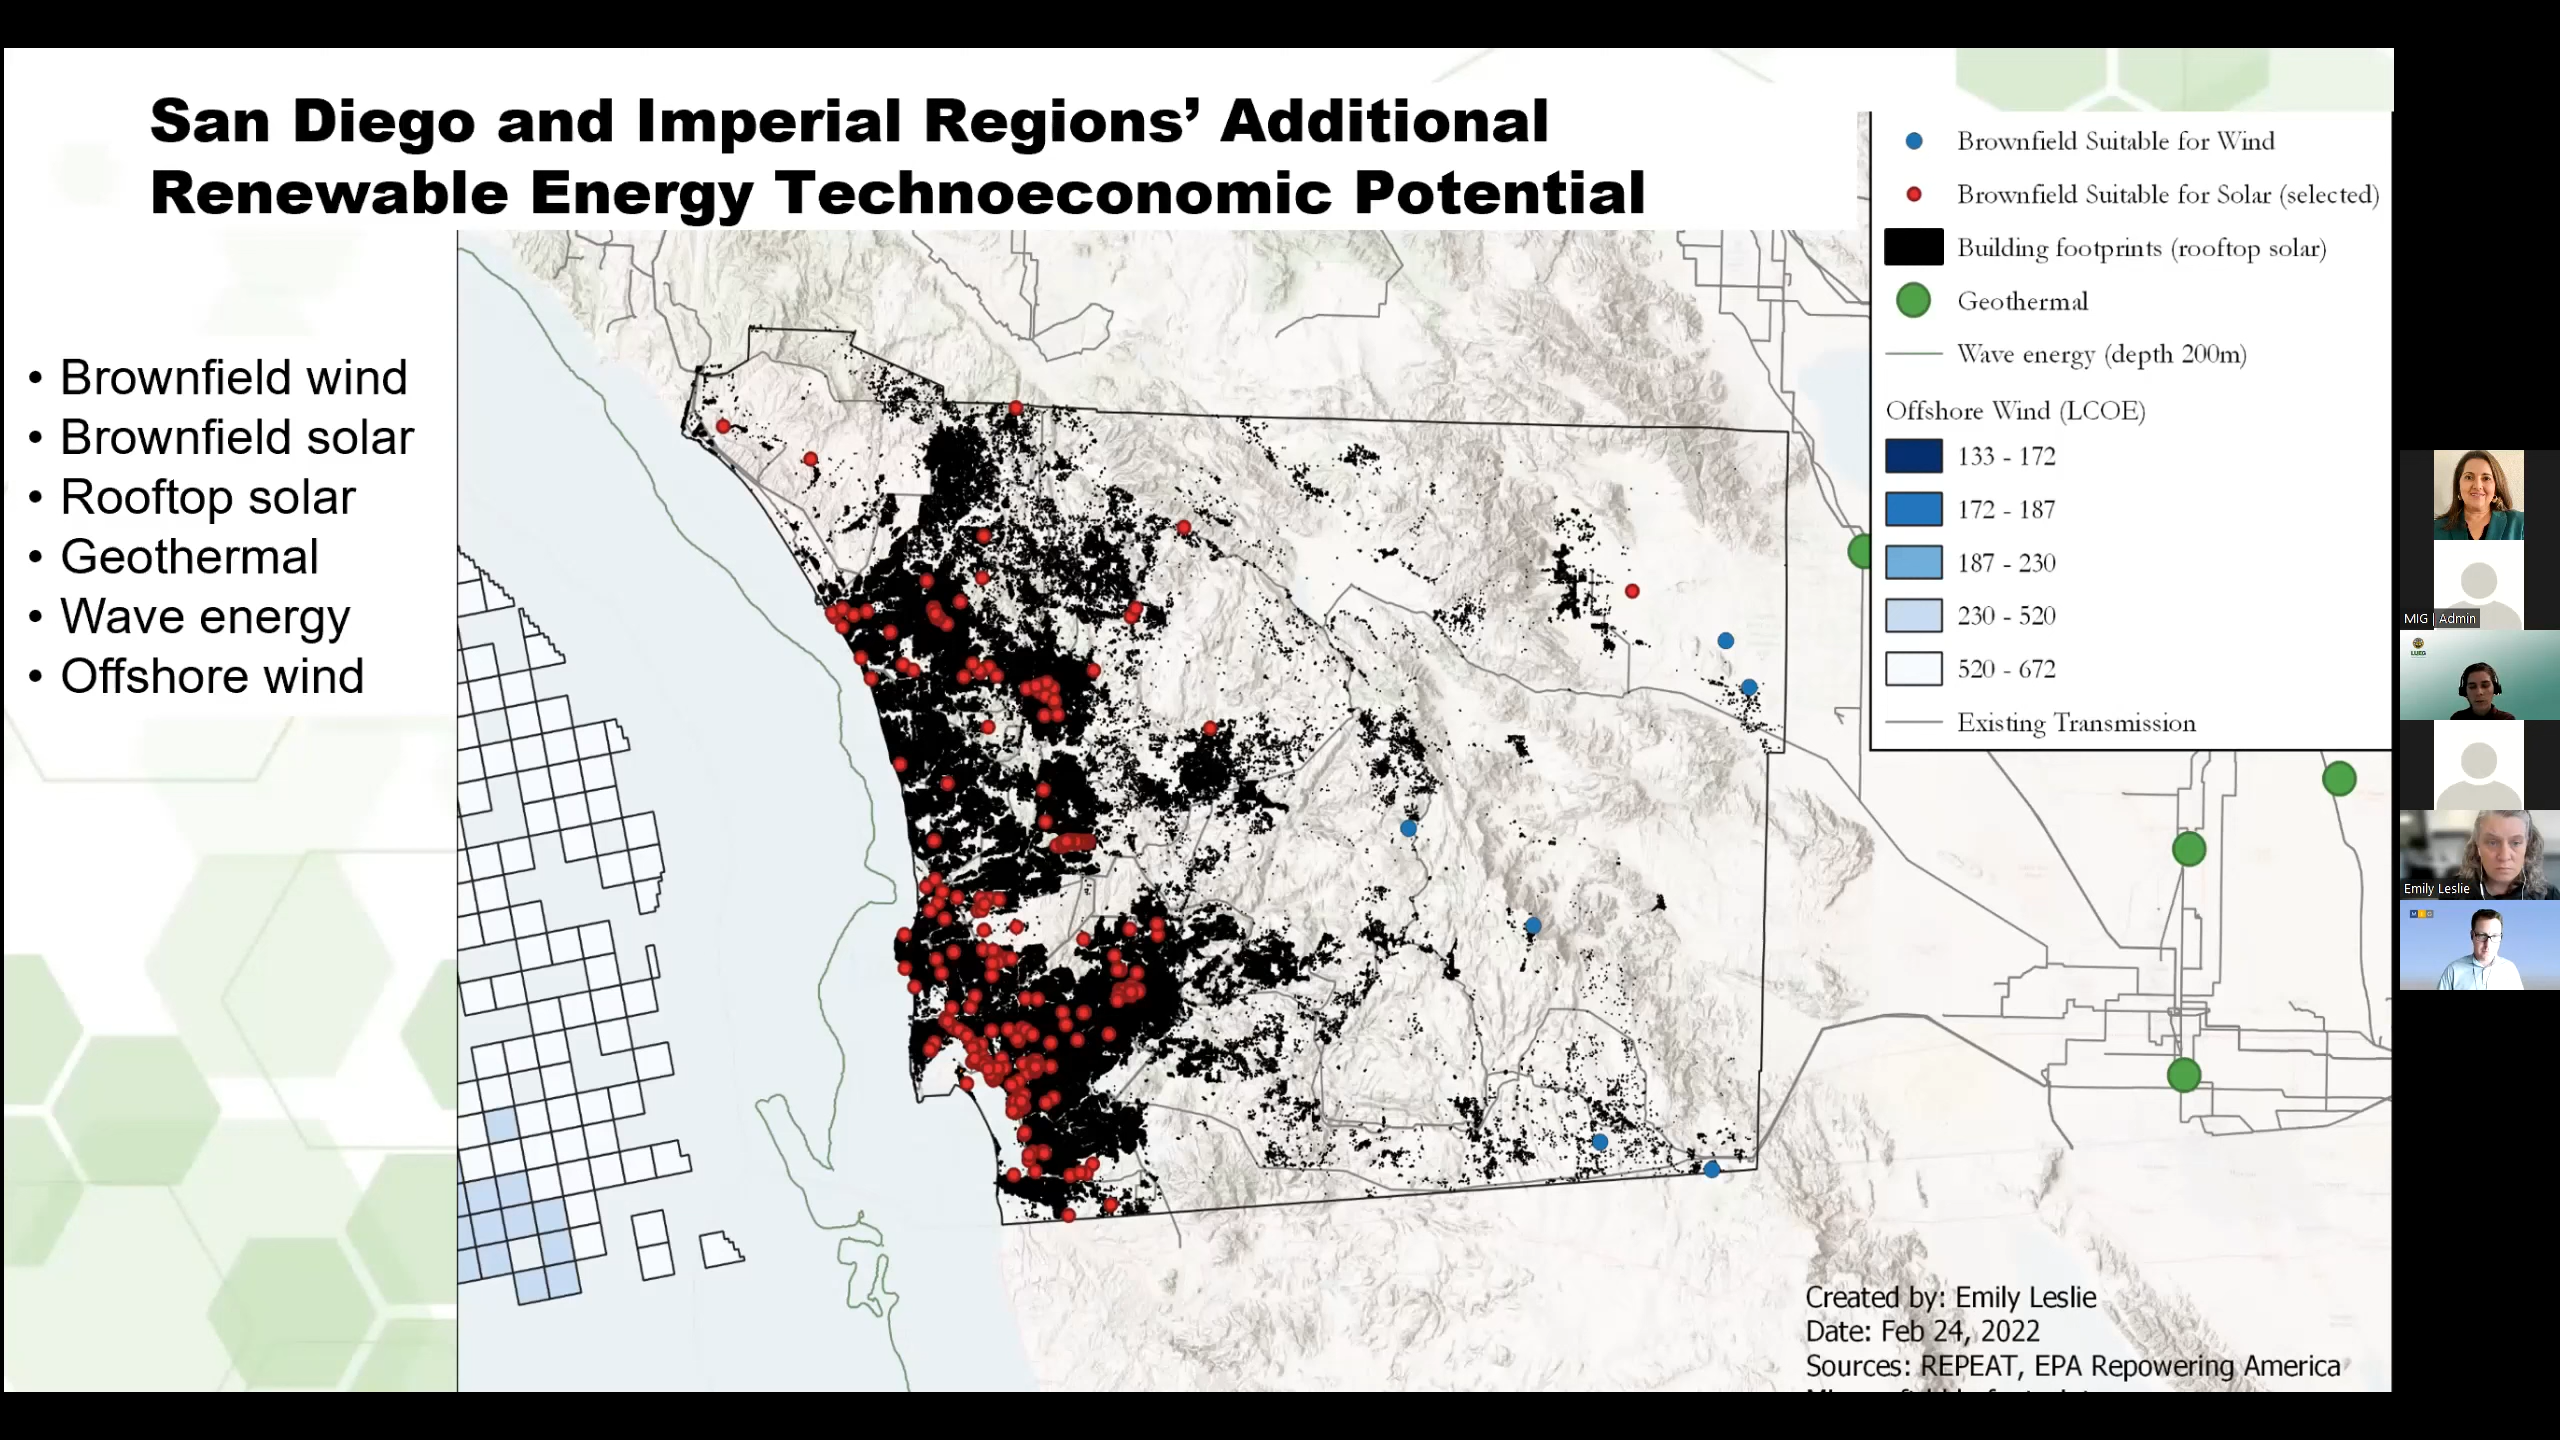 San Diego and Imperial Regions’ Additional
Renewable Energy Technoeconomic Potential
• Brownfield wind
• Brownfield solar
• Rooftop solar
• Geothermal
• Wave energy
• Offshore wind
Brownfield Suitable for Wind
Brownfield Suitable for Solar (selected)
Building footprints (rooftop solar)
Geothermal
Wave energy (depth 200m)
Offshore Wind (LCOE)
133 - 172
172 - 187
187 - 230
230 - 520
520 - 672
Existing Transmission
Created by: Emily Leslie
Date: Feb 24, 2022
Sources: REPEAT, EPA Repowering America
MIG | Admin
LUEG
Emily Leslie
MIG